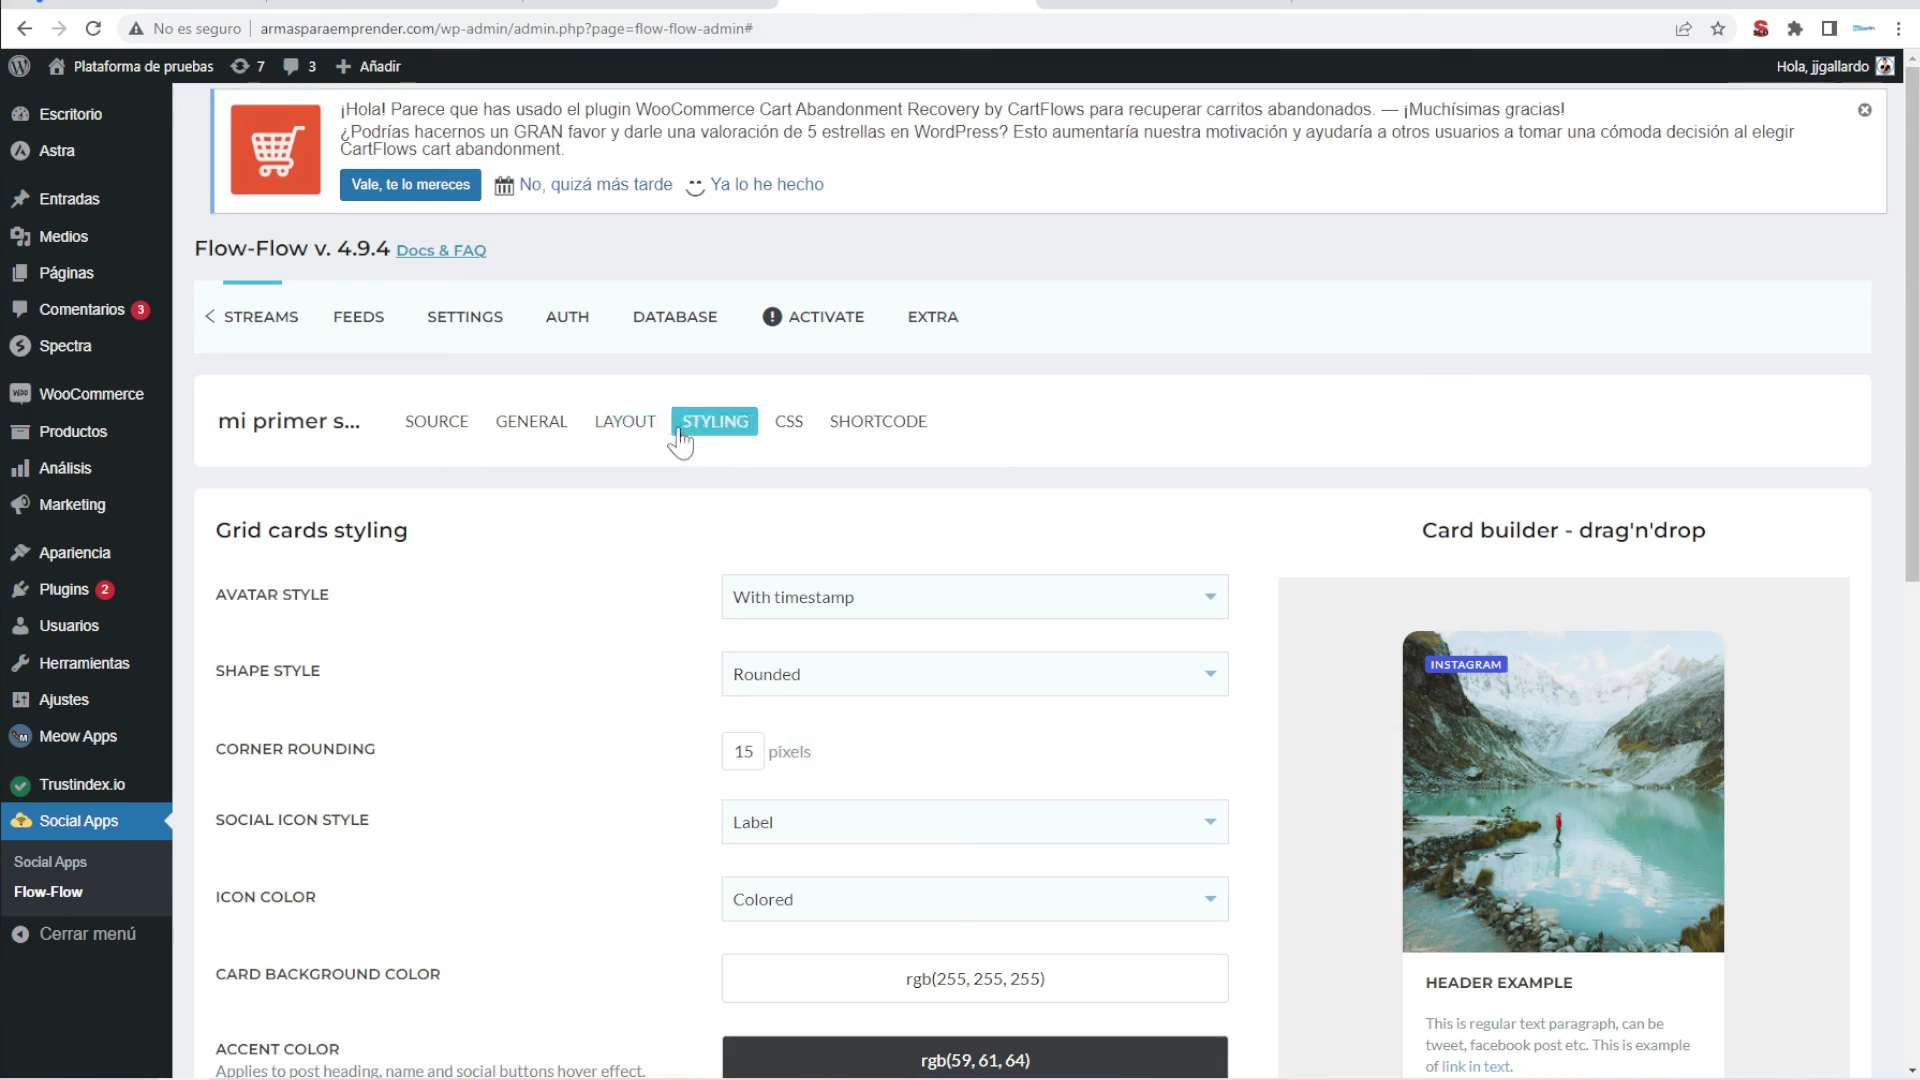 No es seguro
armasparaemprender.com/wp-admin/admin.php?page=flow-flow-admin#
Plataforma de pruebas
7
3
Añadir
Hola, jjgallardo
Escritorio
Astra
Entradas
Medios
Páginas
Comentarios 3
Spectra
WooCommerce
Productos
Análisis
Marketing
Apariencia
Plugins 2
Usuarios
Herramientas
Ajustes
Meow Apps
Trustindex.io
Social Apps
Social Apps
Flow-Flow
Cerrar menú
¡Hola! Parece que has usado el plugin WooCommerce Cart Abandonment Recovery by CartFlows para recuperar carritos abandonados. — ¡Muchísimas gracias!
¿Podrías hacernos un GRAN favor y darle una valoración de 5 estrellas en WordPress? Esto aumentaría nuestra motivación y ayudaría a otros usuarios a tomar una cómoda decisión al elegir
CartFlows cart abandonment.
Vale, te lo mereces
No, quizá más tarde
Ya lo he hecho
Flow-Flow v. 4.9.4 Docs & FAQ
STREAMS
FEEDS
SETTINGS
AUTH
DATABASE
ACTIVATE
EXTRA
mi primer s...
SOURCE
GENERAL
LAYOUT
STYLING
CSS
SHORTCODE
Grid cards styling
AVATAR STYLE
With timestamp
SHAPE STYLE
Rounded
CORNER ROUNDING
15 pixels
SOCIAL ICON STYLE
Label
ICON COLOR
Colored
CARD BACKGROUND COLOR
rgb(255, 255, 255)
ACCENT COLOR
Applies to post heading, name and social buttons hover effect.
rgb(59, 61, 64)
Card builder - drag'n'drop
INSTAGRAM
HEADER EXAMPLE
This is regular text paragraph, can be
tweet, facebook post etc. This is example
of link in text.